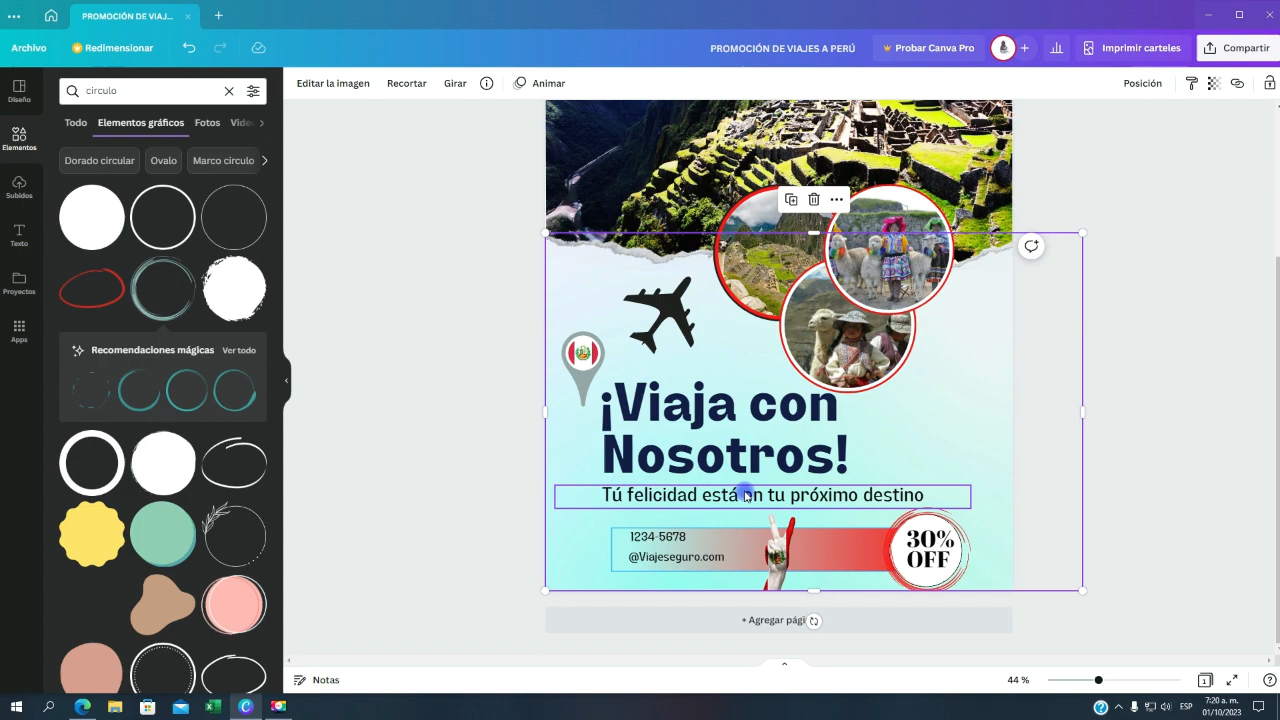 PROMOCIÓN DE VIAJ...
Archivo
Redimensionar
PROMOCIÓN DE VIAJES A PERÚ
Probar Canva Pro
Imprimir carteles
Compartir
Diseño
Elementos
Subidos
Texto
Proyectos
Apps
circulo
Todo
Elementos gráficos
Fotos
Vídeo
Dorado circular
Ovalo
Marco circulo
Recomendaciones mágicas
Ver todo
Editar la imagen
Recortar
Girar
Animar
Posición
¡Viaja con
Nosotros!
Tú felicidad está en tu próximo destino
1234-5678
@Viajeseguro.com
30%
OFF
+ Agregar pági
Notas
44 %
1
ESP
7:20 a. m.
01/10/2023